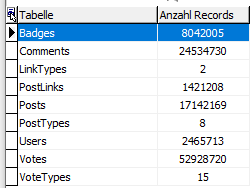 Tabelle Anzahl Records
Badges 8042005
Comments 24534730
LinkTypes 2
PostLinks 1421208
Posts 17142169
PostTypes 8
Users 2465713
Votes 52928720
VoteTypes 15